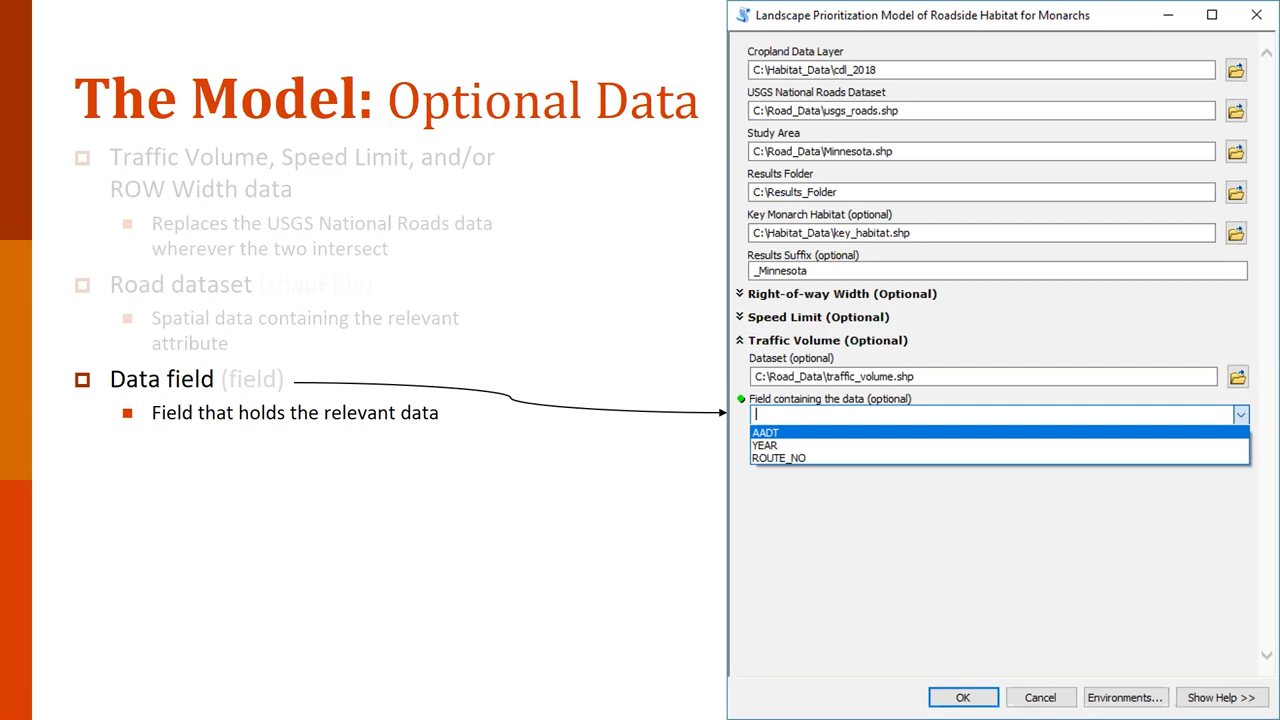 The Model: Optional Data
Traffic Volume, Speed Limit, and/or
ROW Width data
Replaces the USGS National Roads data
wherever the two intersect
Road dataset (shapefile)
Spatial data containing the relevant
attribute
Data field (field)
Field that holds the relevant data
Landscape Prioritization Model of Roadside Habitat for Monarchs
Cropland Data Layer
C:\Habitat_Data\cdl_2018
USGS National Roads Dataset
C:\Road_Data\usgs_roads.shp
Study Area
C:\Road_Data\Minnesota.shp
Results Folder
C:\Results_Folder
Key Monarch Habitat (optional)
C:\Habitat_Data\key_habitat.shp
Results Suffix (optional)
_Minnesota
Right-of-way Width (Optional)
Speed Limit (Optional)
Traffic Volume (Optional)
Dataset (optional)
C:\Road_Data\traffic_volume.shp
Field containing the data (optional)
AADT
YEAR
ROUTE_NO
OK Cancel Environments... Show Help >>